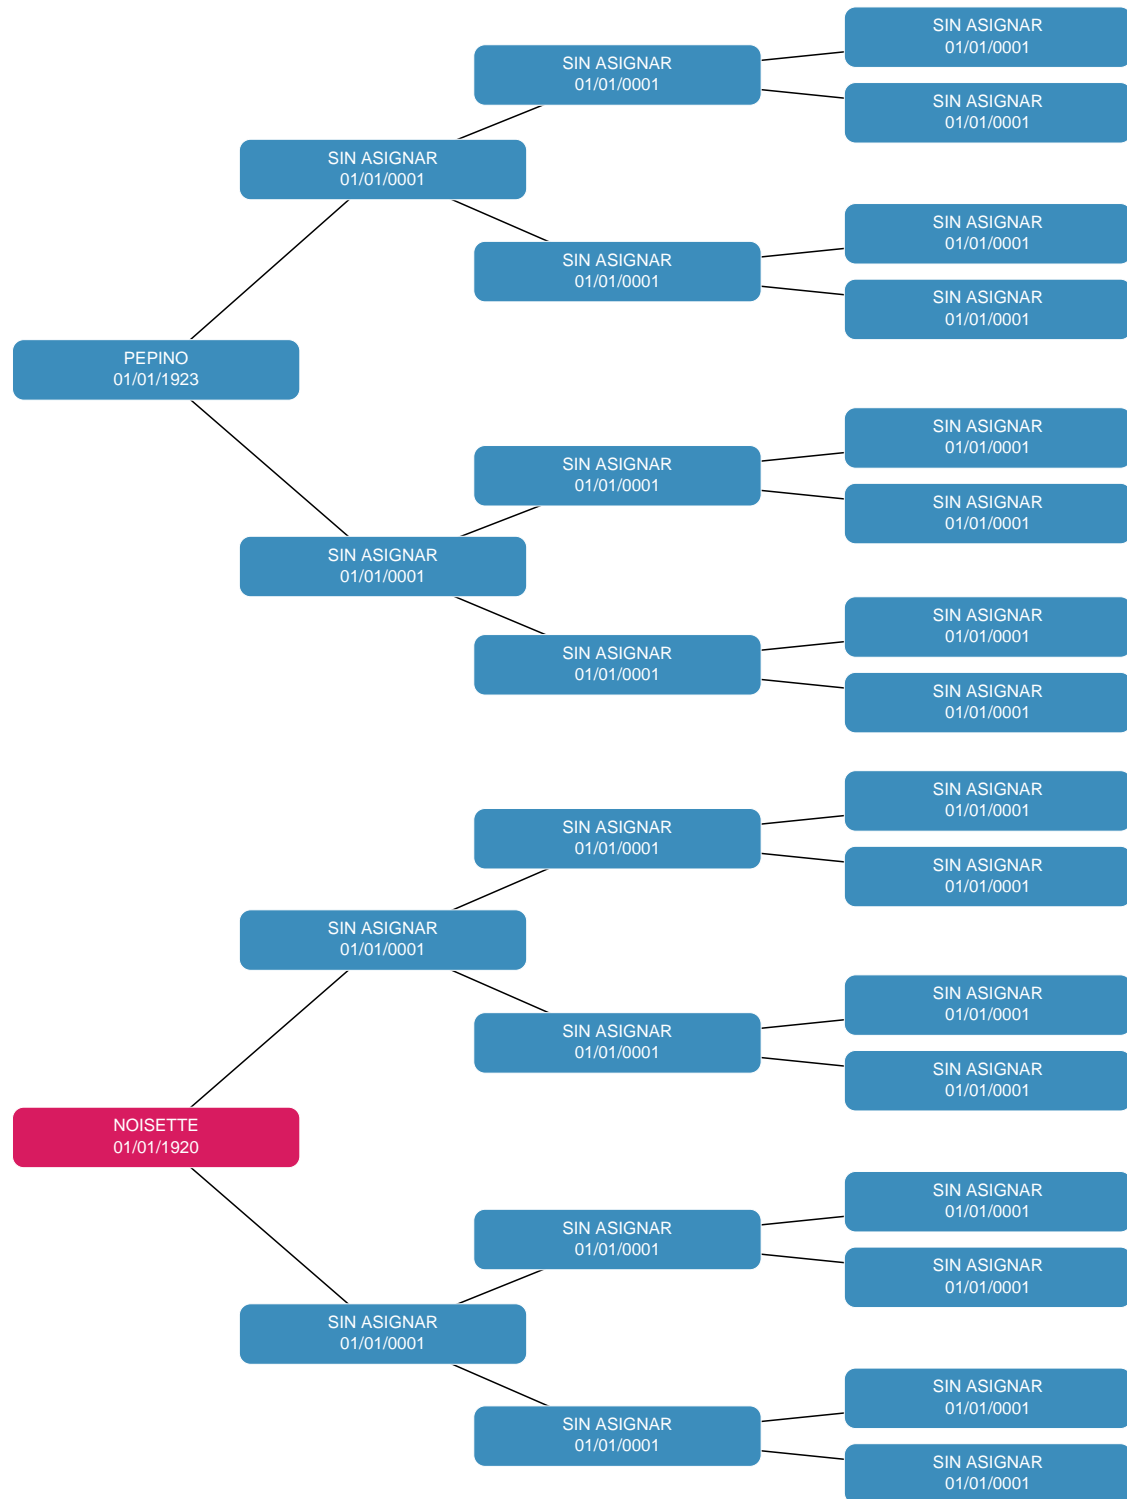 SIN ASIGNAR
01/01/0001
SIN ASIGNAR
01/01/0001
SIN ASIGNAR
01/01/0001
SIN ASIGNAR
01/01/0001
SIN ASIGNAR
01/01/0001
SIN ASIGNAR
01/01/0001
SIN ASIGNAR
01/01/0001
PEPINO
01/01/1923
SIN ASIGNAR
01/01/0001
SIN ASIGNAR
01/01/0001
SIN ASIGNAR
01/01/0001
SIN ASIGNAR
01/01/0001
SIN ASIGNAR
01/01/0001
SIN ASIGNAR
01/01/0001
SIN ASIGNAR
01/01/0001
SIN ASIGNAR
01/01/0001
SIN ASIGNAR
01/01/0001
SIN ASIGNAR
01/01/0001
SIN ASIGNAR
01/01/0001
SIN ASIGNAR
01/01/0001
SIN ASIGNAR
01/01/0001
SIN ASIGNAR
01/01/0001
NOISETTE
01/01/1920
SIN ASIGNAR
01/01/0001
SIN ASIGNAR
01/01/0001
SIN ASIGNAR
01/01/0001
SIN ASIGNAR
01/01/0001
SIN ASIGNAR
01/01/0001
SIN ASIGNAR
01/01/0001
SIN ASIGNAR
01/01/0001